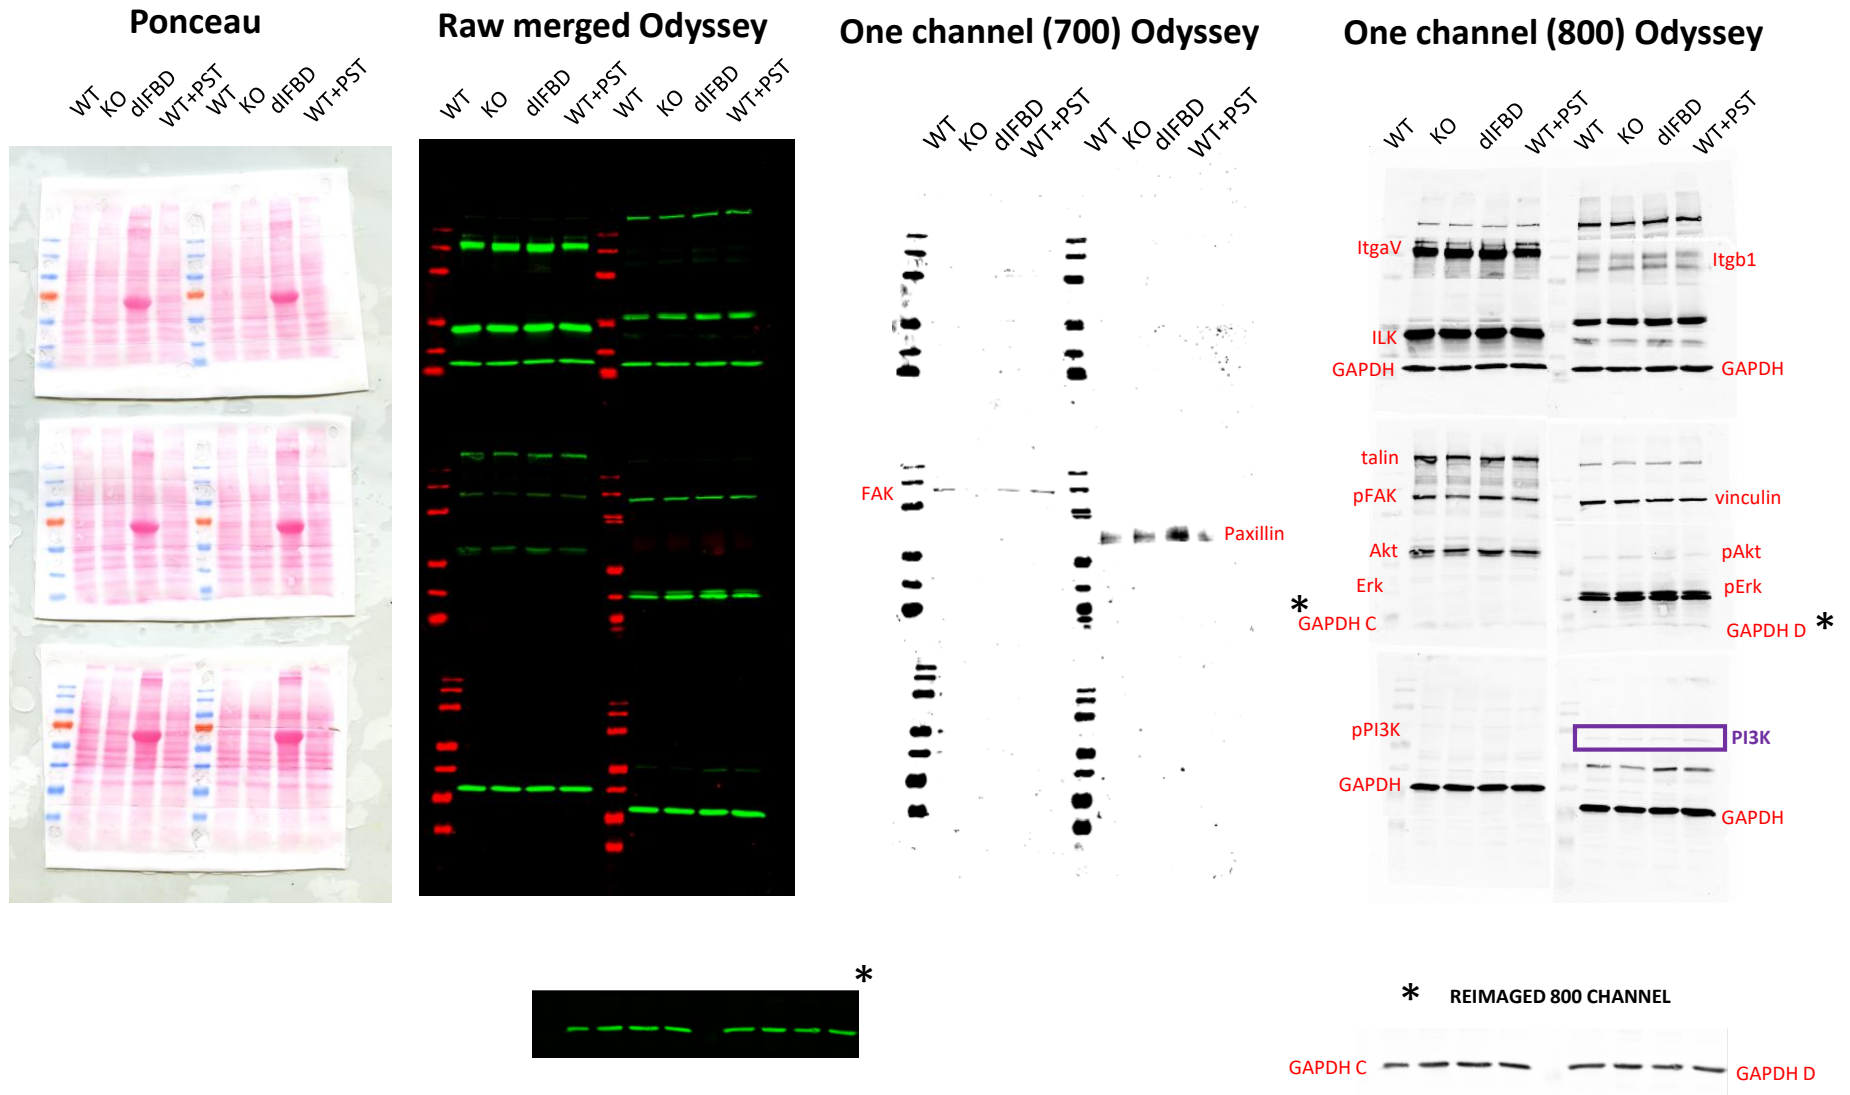 Ponceau
Raw merged Odyssey
One channel (700) Odyssey
One channel (800) Odyssey
WT KO dIFBD WT+PST WT KO dIFBD WT+PST
WT KO dIFBD WT+PST WT KO dIFBD WT+PST
WT KO dIFBD WT+PST WT KO dIFBD WT+PST
WT KO dIFBD WT+PST WT KO dIFBD WT+PST
ItgaV
Itgb1
ILK
GAPDH
GAPDH
talin
pFAK
vinculin
FAK
Paxillin
Akt
pAkt
Erk
pErk
*
GAPDH C
GAPDH D *
pPI3K
PI3K
GAPDH
GAPDH
*
* REIMAGED 800 CHANNEL
GAPDH C
GAPDH D